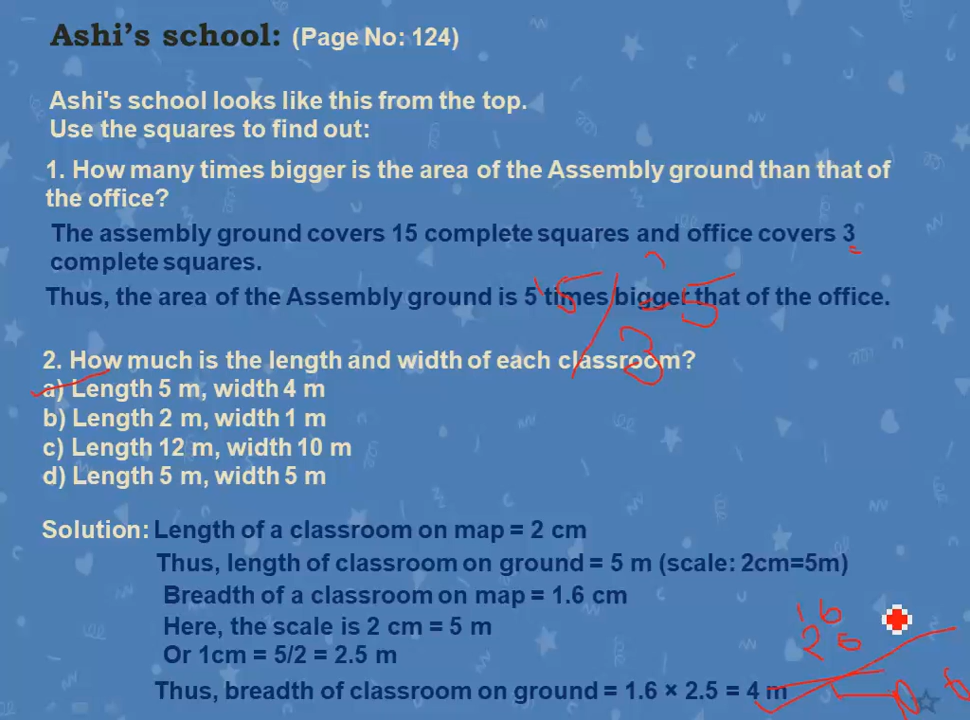 Ashi's school: (Page No: 124)
Ashi's school looks like this from the top.
Use the squares to find out:
1. How many times bigger is the area of the Assembly ground than that of
the office?
The assembly ground covers 15 complete squares and office covers 3
complete squares.
Thus, the area of the Assembly ground is 5 times bigger that of the office.
15/3 = 5
2. How much is the length and width of each classroom?
a) Length 5 m, width 4 m
b) Length 2 m, width 1 m
c) Length 12 m, width 10 m
d) Length 5 m, width 5 m
Solution: Length of a classroom on map = 2 cm
Thus, length of classroom on ground = 5 m (scale: 2cm=5m)
Breadth of a classroom on map = 1.6 cm
Here, the scale is 2 cm = 5 m
Or 1cm = 5/2 = 2.5 m
16
25
Thus, breadth of classroom on ground = 1.6 × 2.5 = 4 m